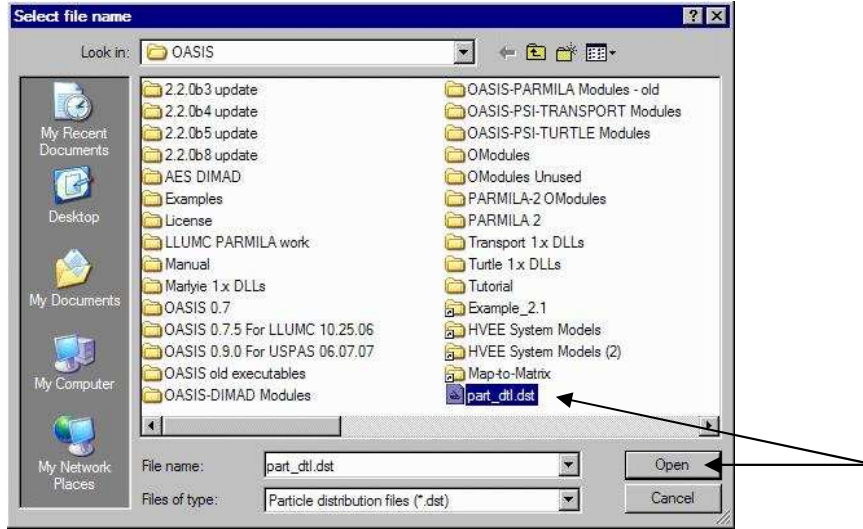 Select file name
Look in: OASIS
My Recent
Documents
Desktop
My Documents
My Computer
My Network
Places
2.2.0b3 update
2.2.0b4 update
2.2.0b5 update
2.2.0b8 update
AES DIMAD
Examples
License
LLUMC PARMILA work
Manual
Marlyie 1.x DLLs
OASIS 0.7
OASIS 0.7.5 For LLUMC 10.25.06
OASIS 0.9.0 For USPAS 06.07.07
OASIS old executables
OASIS-DIMAD Modules
OASIS-PARMILA Modules - old
OASIS-PSI-TRANSPORT Modules
OASIS-PSI-TURTLE Modules
OModules
OModules Unused
PARMILA-2 OModules
PARMILA 2
Transport 1.x DLLs
Turtle 1.x DLLs
Tutorial
Example_2.1
HVEE System Models
HVEE System Models (2)
Map-to-Matrix
part_dtl.dst
File name: part_dtl.dst Open
Files of type: Particle distribution files (*.dst) Cancel